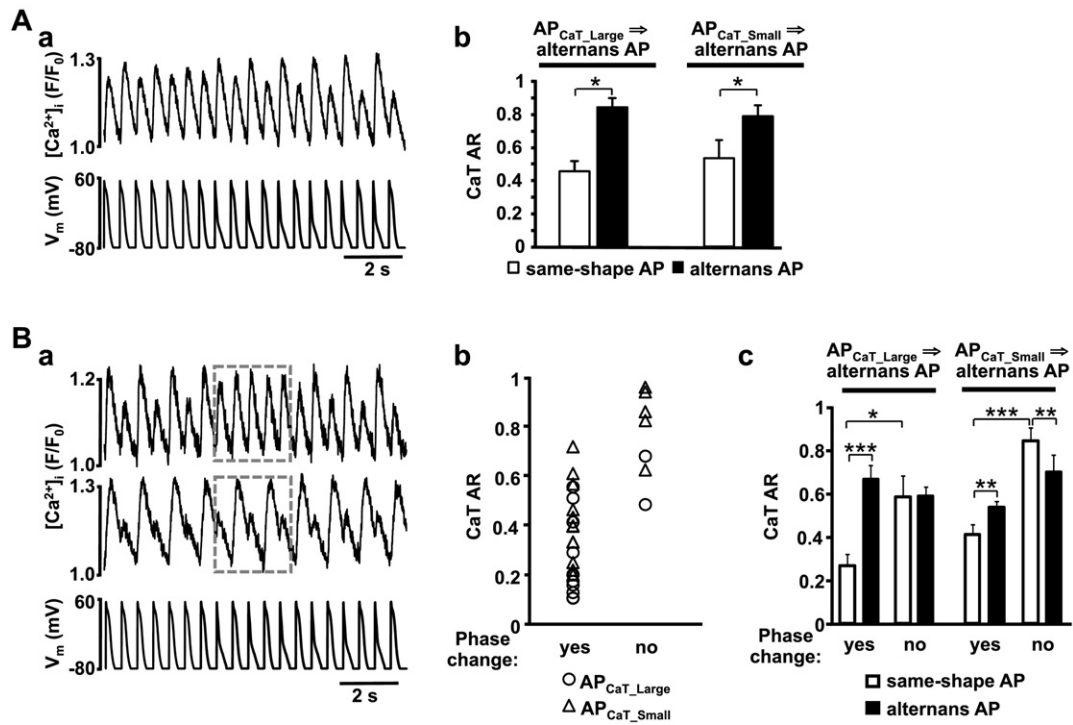 A
a
[Ca2+]i (F/F0)
1.3
1.0
Vm (mV)
60
-80
2 s
b
APCaT_Large ⇒ alternans AP
APCaT_Small ⇒ alternans AP
CaT AR
1
0.8
0.6
0.4
0.2
0
*
*
same-shape AP
alternans AP
B
a
[Ca2+]i (F/F0)
1.2
1.0
1.3
1.0
Vm (mV)
60
-80
2 s
b
CaT AR
1
0.8
0.6
0.4
0.2
0
Phase change:
yes
no
APCaT_Large
APCaT_Small
c
APCaT_Large ⇒ alternans AP
APCaT_Small ⇒ alternans AP
CaT AR
1
0.8
0.6
0.4
0.2
0
*
***
***
**
**
Phase change:
yes
no
yes
no
same-shape AP
alternans AP